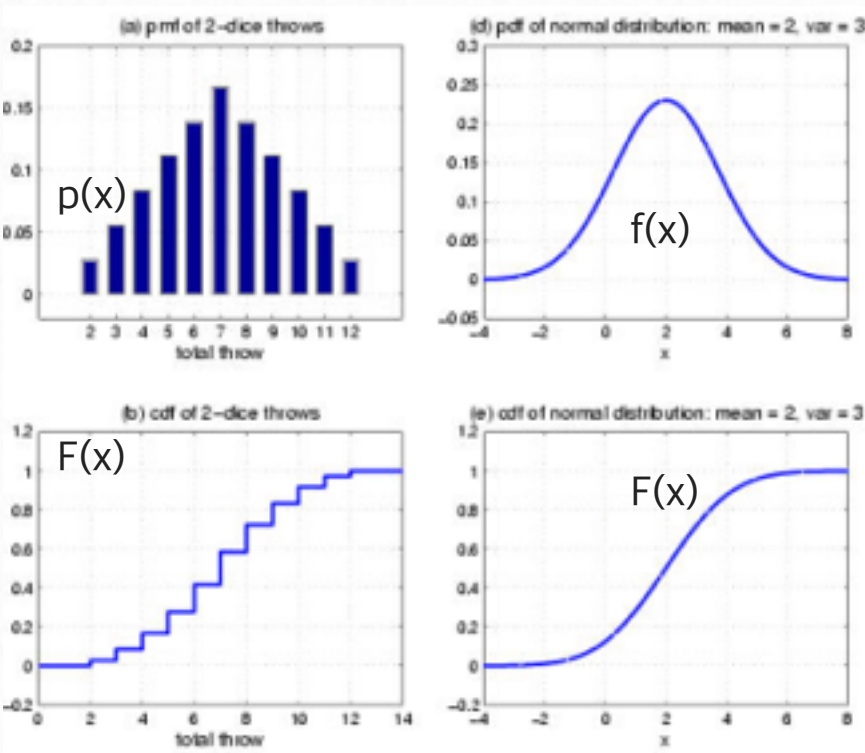 (a) pmf of 2-dice throws
0.2
0.15
0.1
0.05
0
p(x)
2 3 4 5 6 7 8 9 10 11 12
total throw
(d) pdf of normal distribution: mean = 2, var = 3
0.3
0.25
0.2
0.15
0.1
0.05
0
-0.05
f(x)
-4 -2 0 2 4 6 8
x
(b) cdf of 2-dice throws
1.2
1
0.8
0.6
0.4
0.2
0
-0.2
F(x)
0 2 4 6 8 10 12 14
total throw
(e) cdf of normal distribution: mean = 2, var = 3
1.2
1
0.8
0.6
0.4
0.2
0
-0.2
F(x)
-4 -2 0 2 4 6 8
x